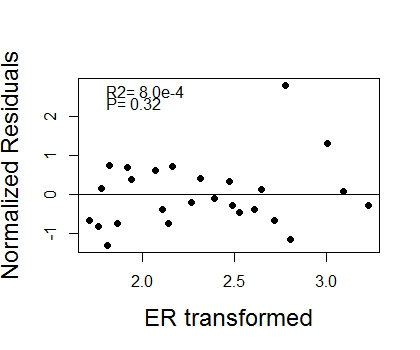 R2= 8.0e-4
P= 0.32
Normalized Residuals
2
1
0
-1
2.0 2.5 3.0
ER transformed